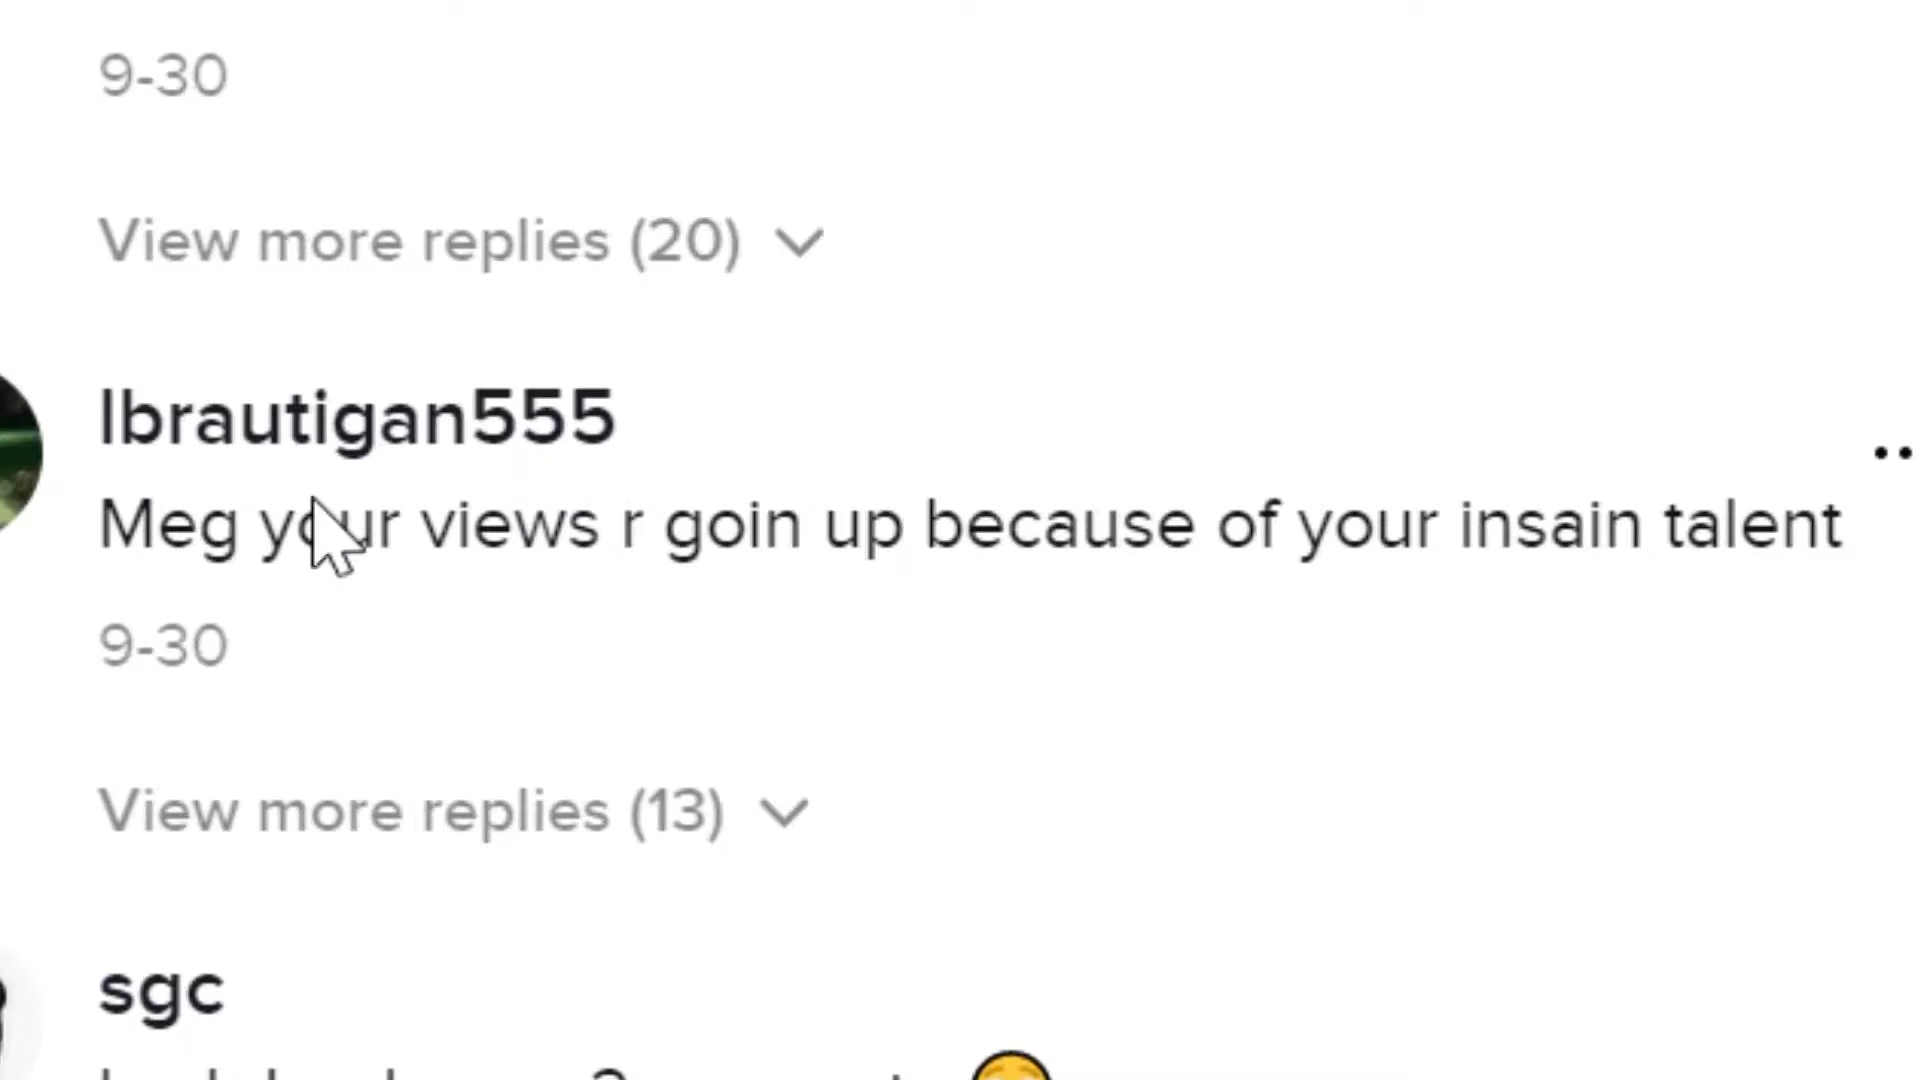 9-30
View more replies (20)
lbrautigan555
Meg your views r goin up because of your insain talent
9-30
View more replies (13)
sgc